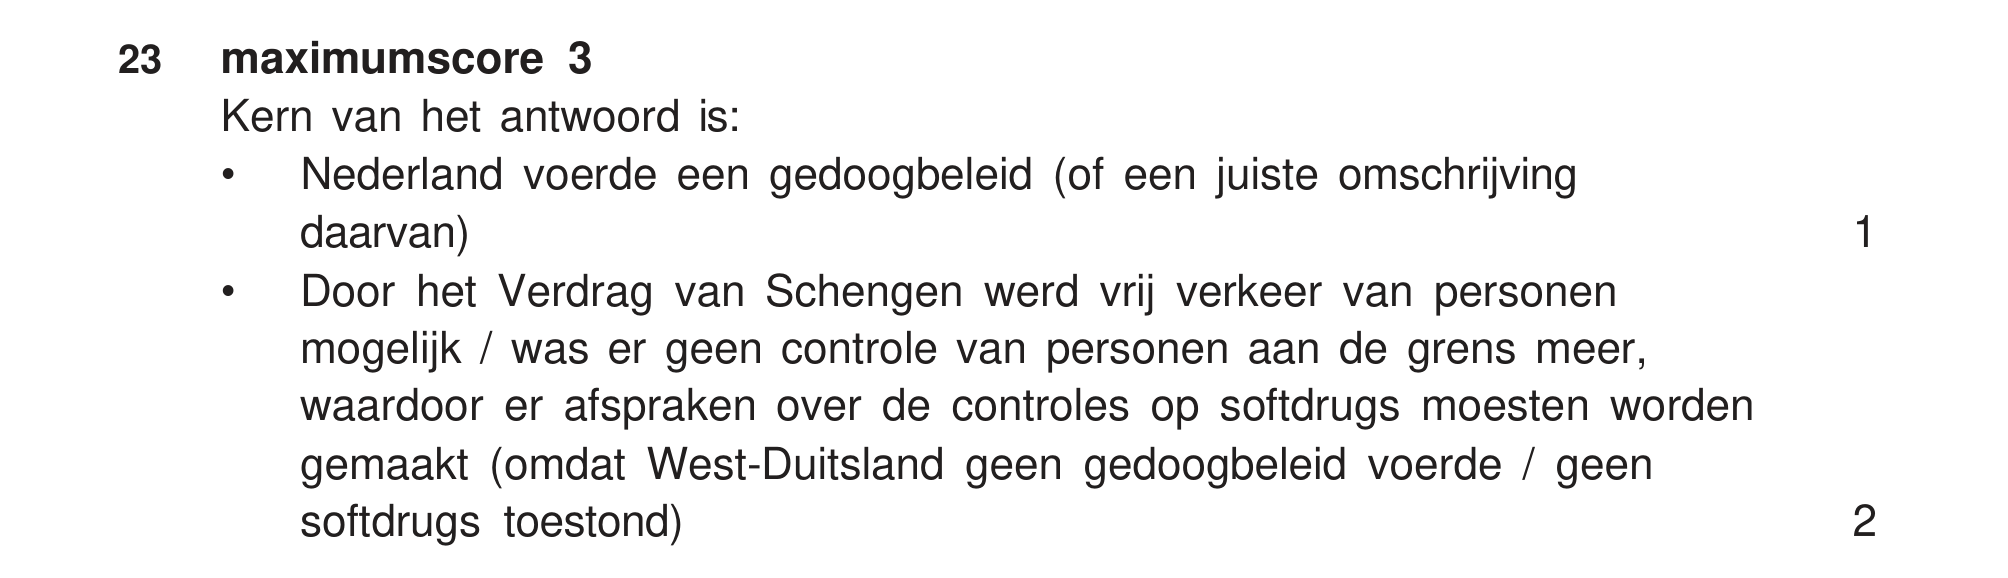 23 maximumscore 3
Kern van het antwoord is:
• Nederland voerde een gedoogbeleid (of een juiste omschrijving
daarvan) 1
• Door het Verdrag van Schengen werd vrij verkeer van personen
mogelijk / was er geen controle van personen aan de grens meer,
waardoor er afspraken over de controles op softdrugs moesten worden
gemaakt (omdat West-Duitsland geen gedoogbeleid voerde / geen
softdrugs toestond) 2